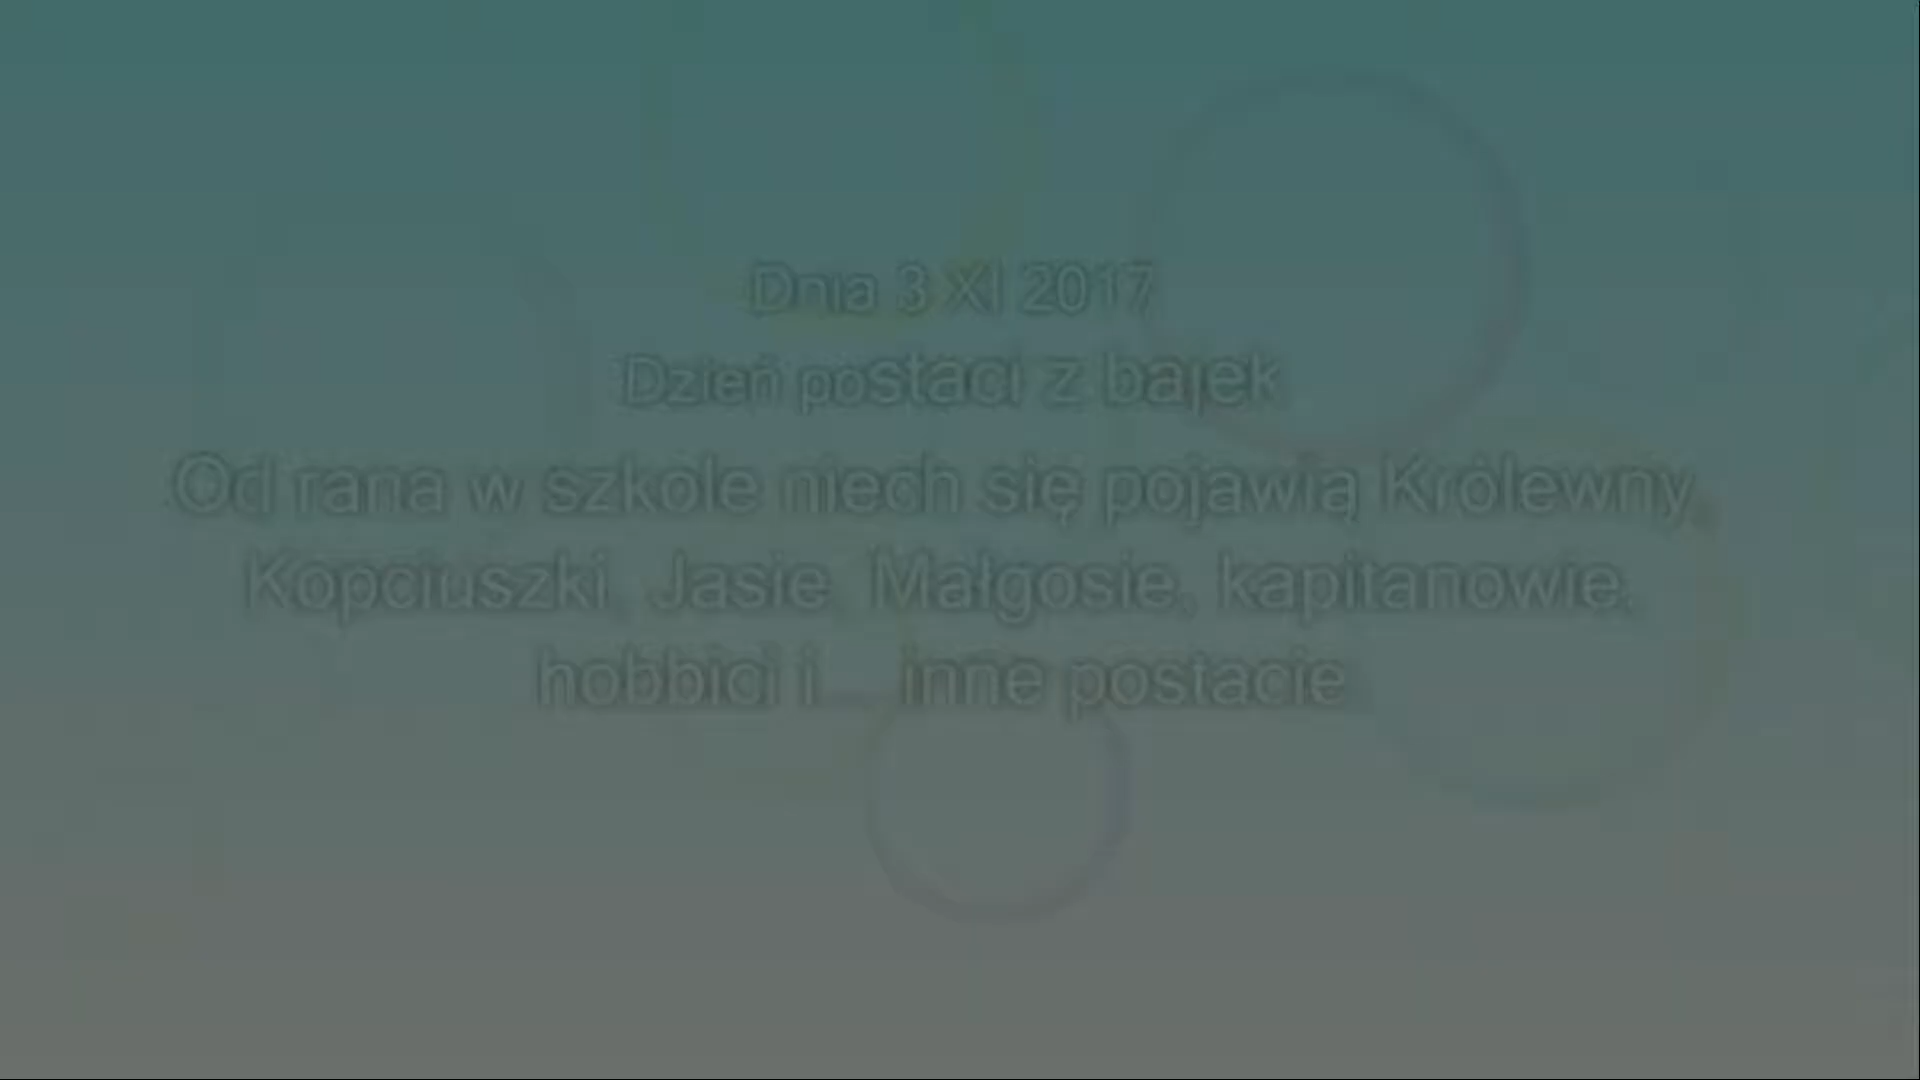 Dnia 3 XI 2017
Dzień postaci z bajek
Od rana w szkole niech się pojawią Królewny,
Kopciuszki, Jasie, Małgosie, kapitanowie,
hobbici i    inne postacie.